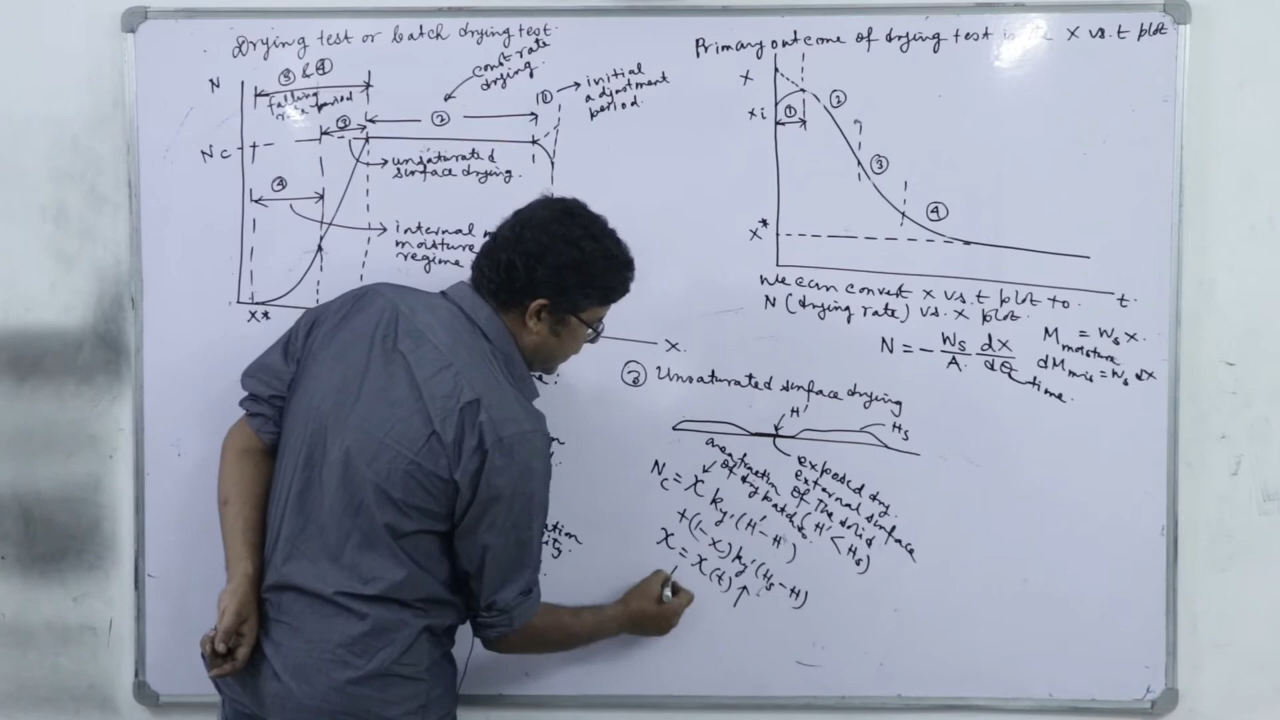 Drying test or batch drying test.
N
③ & ④
falling
rate period
const rate
drying.
①
initial
adjustment
period.
③
②
Nc
unsaturated
surface drying.
④
internal
moisture
regime
X*
X.
Primary outcome of drying test is the X vs. t plot
X
Xi
①
②
③
④
X*
t.
We can convert X vs. t plot to
N (drying rate) vs. X plot.
N = - Ws/A. dX/dθ
time.
M moisture = Ws X.
dM mois = Ws dX
③ Unsaturated surface drying
H'
Hs
exposed dry.
external surface
of the solid
(H' < Hs)
area fraction
of dry patches
Nc = x ky'(H' - H)
+ (1-x) ky'(Hs - H)
x = x(t) ↑